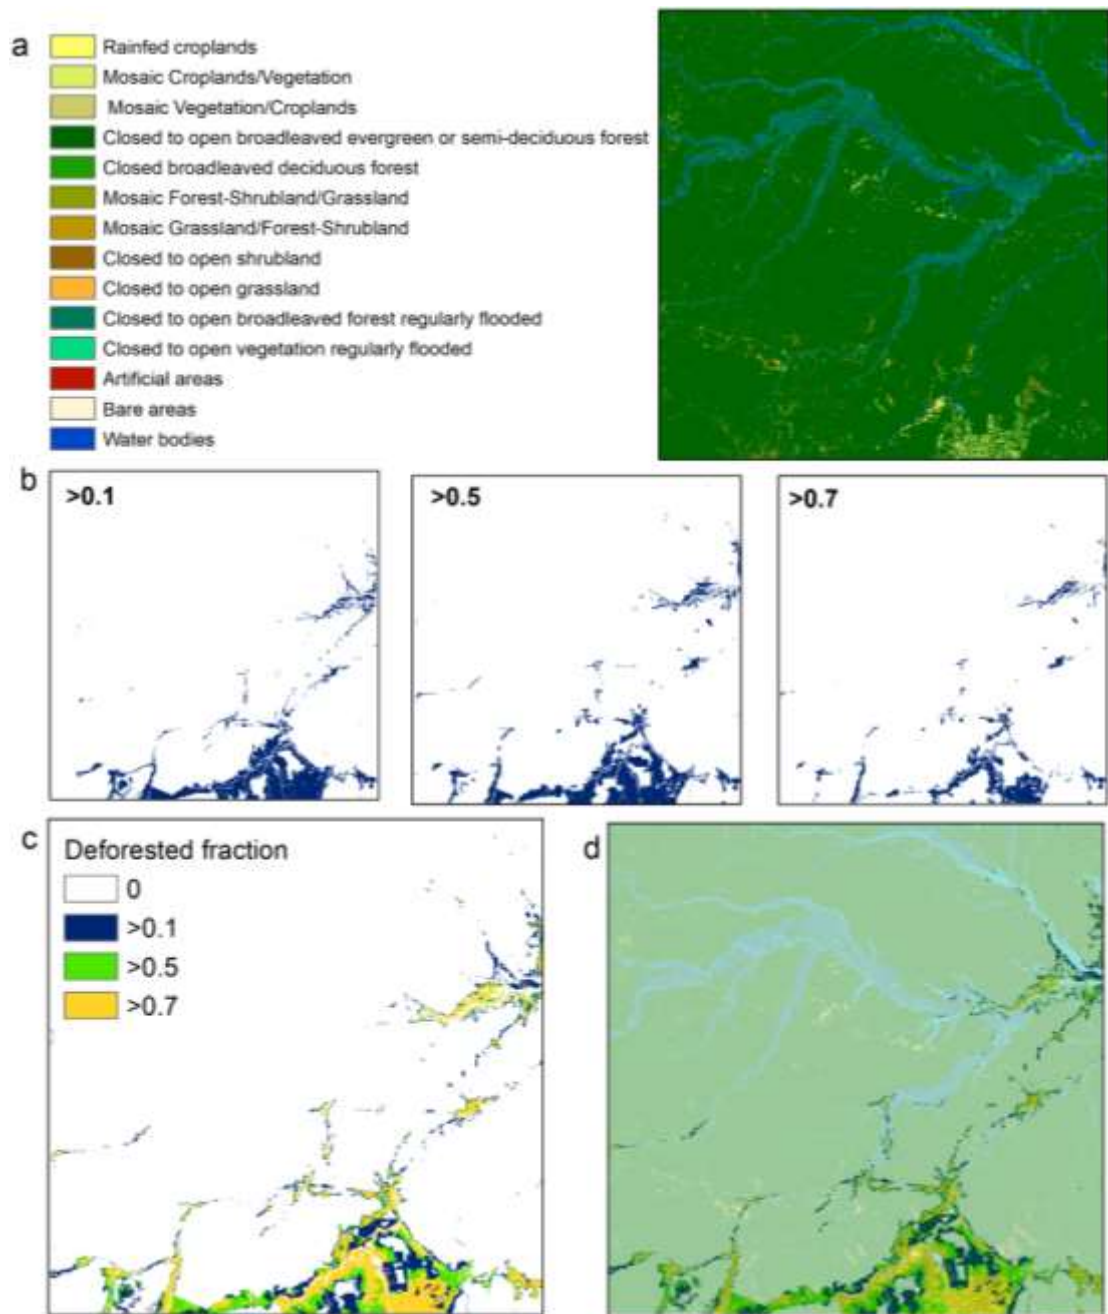 a
Rainfed croplands
Mosaic Croplands/Vegetation
Mosaic Vegetation/Croplands
Closed to open broadleaved evergreen or semi-deciduous forest
Closed broadleaved deciduous forest
Mosaic Forest-Shrubland/Grassland
Mosaic Grassland/Forest-Shrubland
Closed to open shrubland
Closed to open grassland
Closed to open broadleaved forest regularly flooded
Closed to open vegetation regularly flooded
Artificial areas
Bare areas
Water bodies
b
>0.1
>0.5
>0.7
c
Deforested fraction
0
>0.1
>0.5
>0.7
d